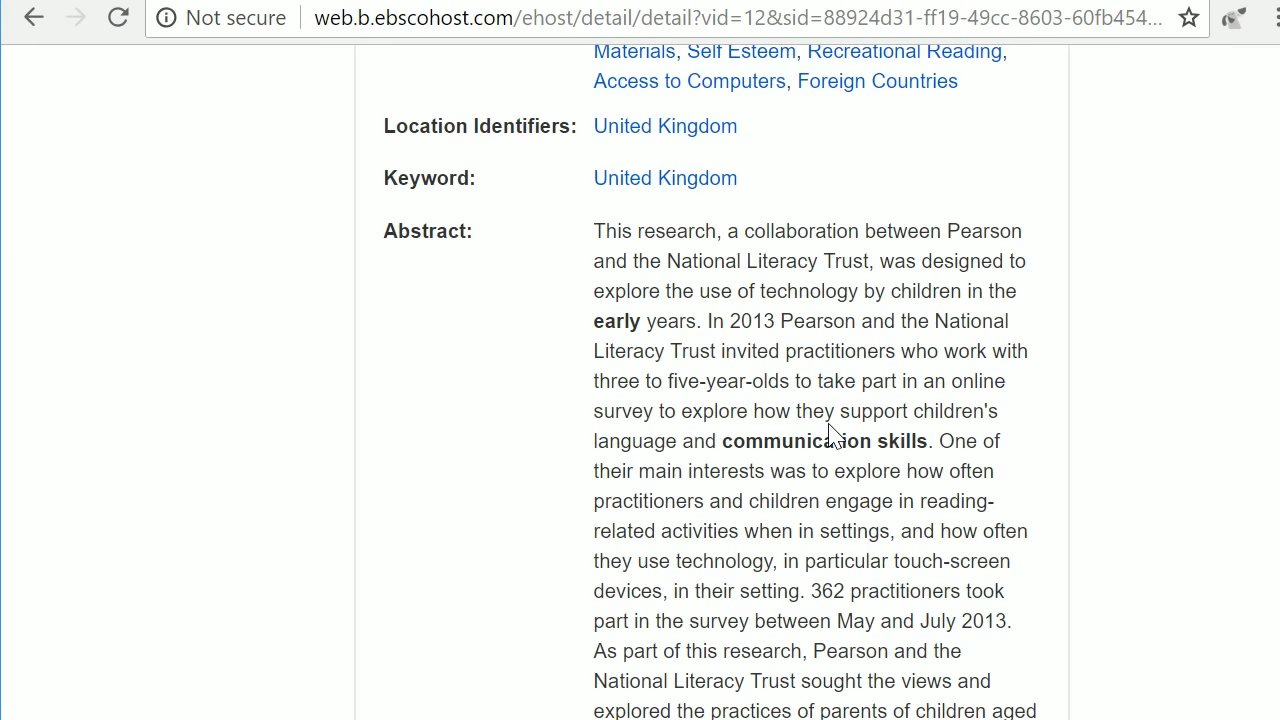 Not secure
web.b.ebscohost.com/ehost/detail/detail?vid=12&sid=88924d31-ff19-49cc-8603-60fb454...
Materials, Self Esteem, Recreational Reading,
Access to Computers, Foreign Countries
Location Identifiers: United Kingdom
Keyword: United Kingdom
Abstract: This research, a collaboration between Pearson
and the National Literacy Trust, was designed to
explore the use of technology by children in the
early years. In 2013 Pearson and the National
Literacy Trust invited practitioners who work with
three to five-year-olds to take part in an online
survey to explore how they support children's
language and communication skills. One of
their main interests was to explore how often
practitioners and children engage in reading-
related activities when in settings, and how often
they use technology, in particular touch-screen
devices, in their setting. 362 practitioners took
part in the survey between May and July 2013.
As part of this research, Pearson and the
National Literacy Trust sought the views and
explored the practices of parents of children aged